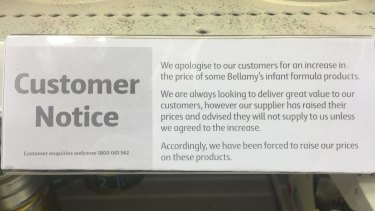 Customer
Notice
Customer enquiries welcome 1800 061 562
We apologise to our customers for an increase in
the price of some Bellamy's infant formula products.
We are always looking to deliver great value to our
customers, however our supplier has raised their
prices and advised they will not supply to us unless
we agreed to the increase.
Accordingly, we have been forced to raise our prices
on these products.